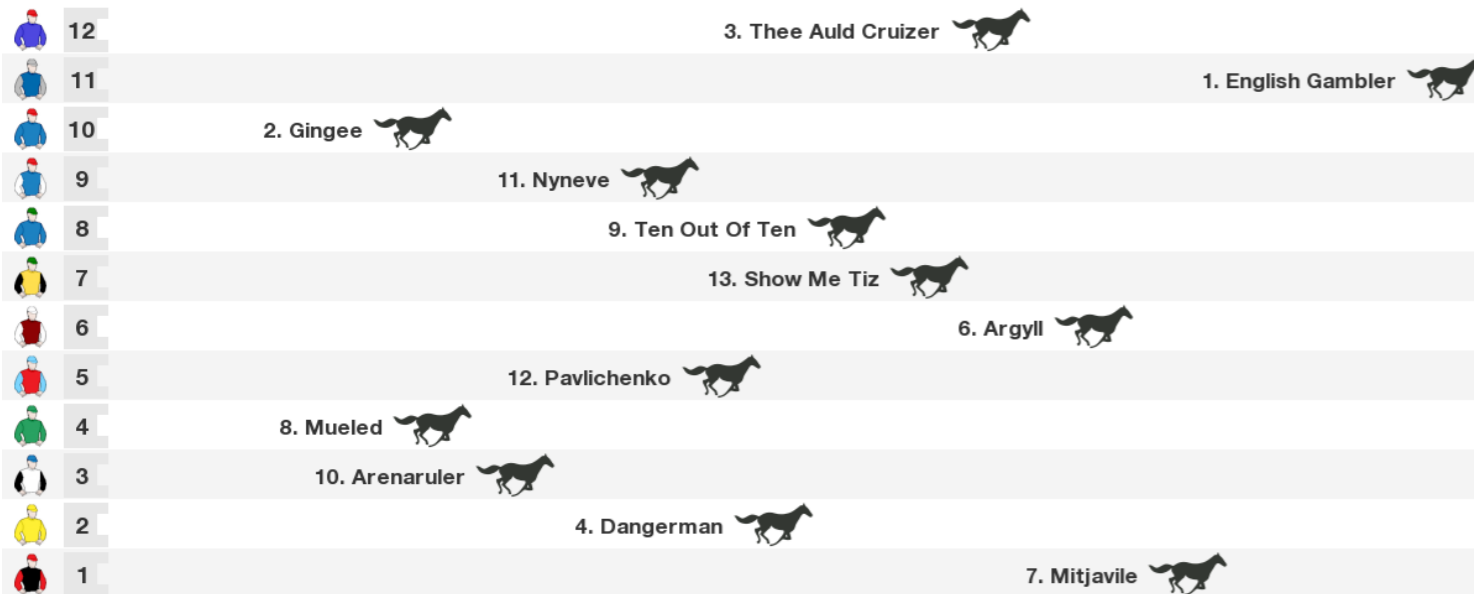 12 3. Thee Auld Cruizer
11 1. English Gambler
10 2. Gingee
9 11. Nyneve
8 9. Ten Out Of Ten
7 13. Show Me Tiz
6 6. Argyll
5 12. Pavlichenko
4 8. Mueled
3 10. Arenaruler
2 4. Dangerman
1 7. Mitjavile